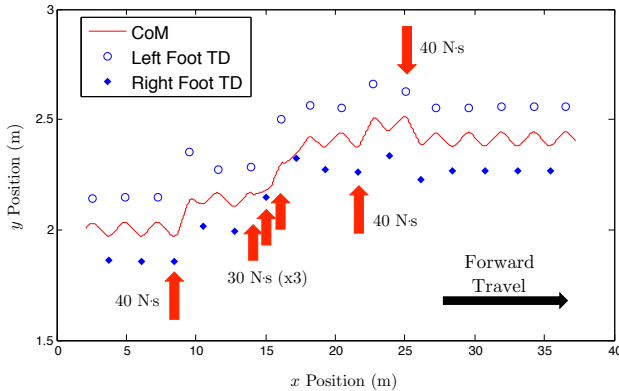 3
CoM
Left Foot TD
Right Foot TD
40 N·s
2.5
y Position (m)
2
40 N·s
30 N·s (x3)
40 N·s
Forward
Travel
1.5
0 5 10 15 20 25 30 35 40
x Position (m)